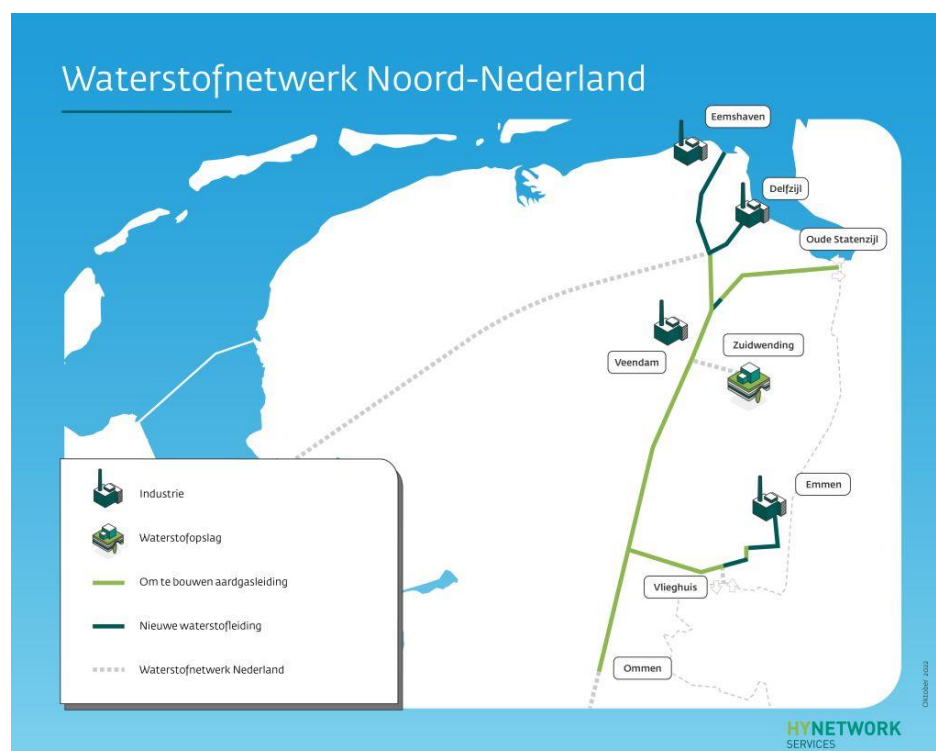 Waterstofnetwerk Noord-Nederland
Eemshaven
Delfzijl
Oude Statenzijl
Veendam
Zuidwending
Emmen
Vlieghuis
Ommen
Industrie
Waterstofopslag
Om te bouwen aardgasleiding
Nieuwe waterstofleiding
Waterstofnetwerk Nederland
Oktober 2022
HYNETWORK
SERVICES